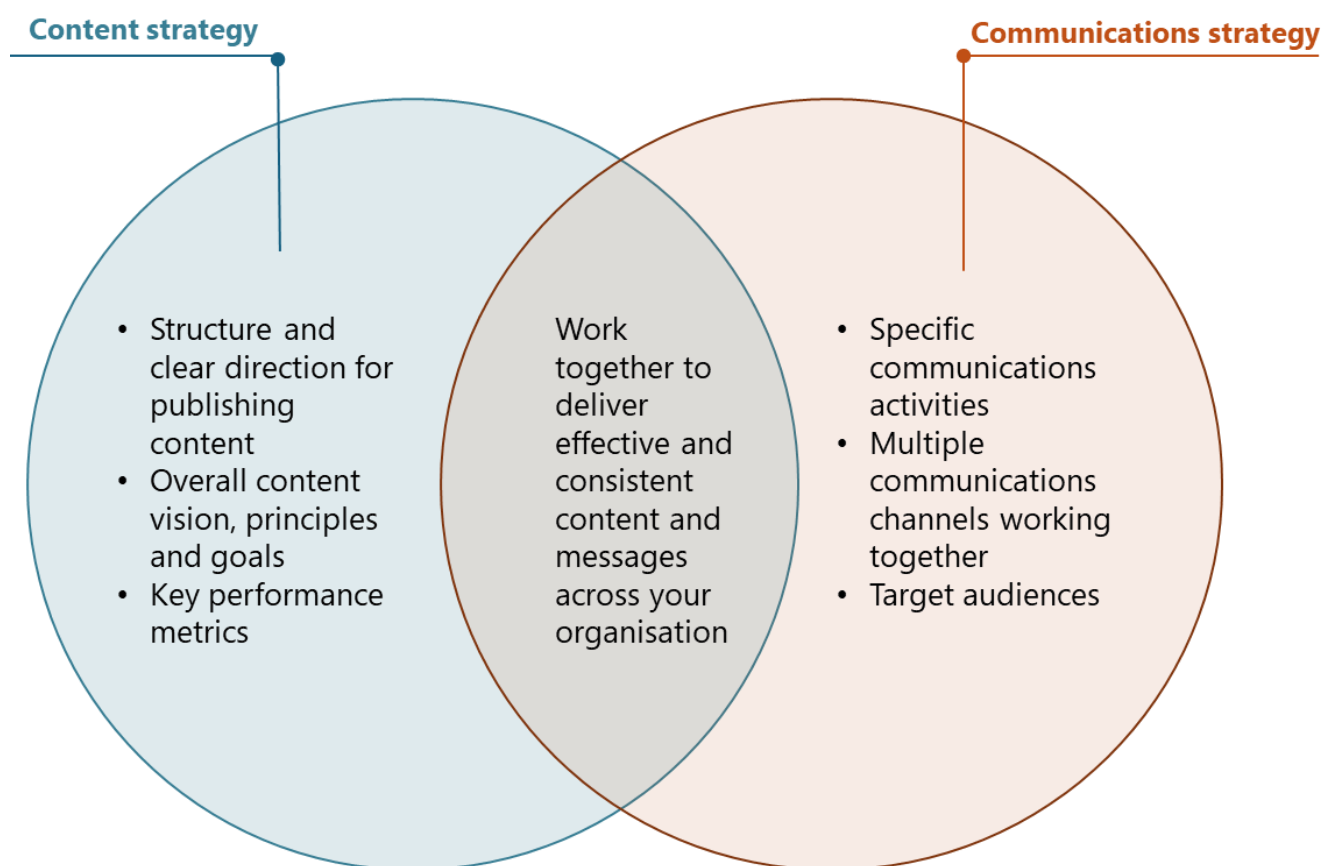 Content strategy
Communications strategy
• Structure and
clear direction for
publishing
content
• Overall content
vision, principles
and goals
• Key performance
metrics
Work
together to
deliver
effective and
consistent
content and
messages
across your
organisation
• Specific
communications
activities
• Multiple
communications
channels working
together
• Target audiences